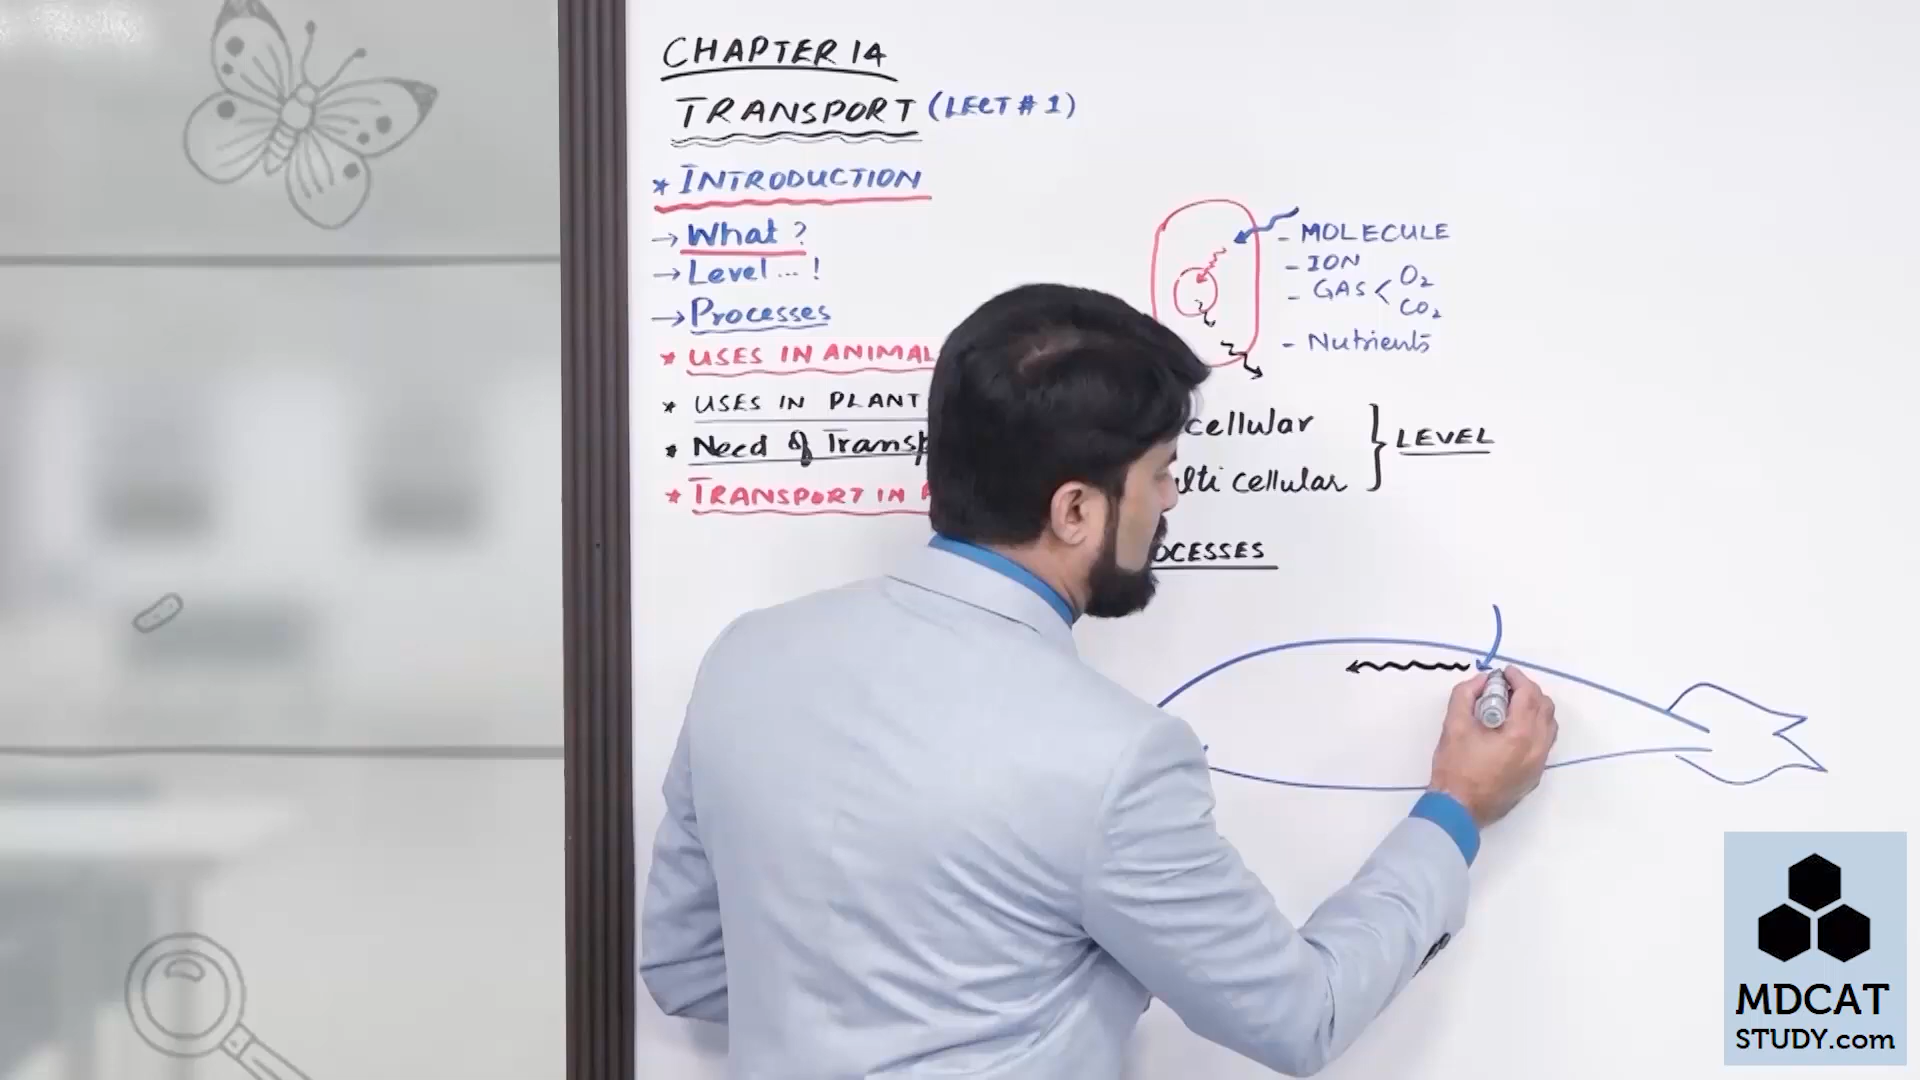 CHAPTER 14
TRANSPORT (LECT # 1)
* INTRODUCTION
→ What ?
→ Level ... !
→ Processes
* USES IN ANIMAL
* USES IN PLANT
* Need of Transp
* TRANSPORT IN
- MOLECULE
- ION
- GAS < O₂
CO₂
- Nutrients
cellular
lti cellular
} LEVEL
OCESSES
MDCAT
STUDY.com